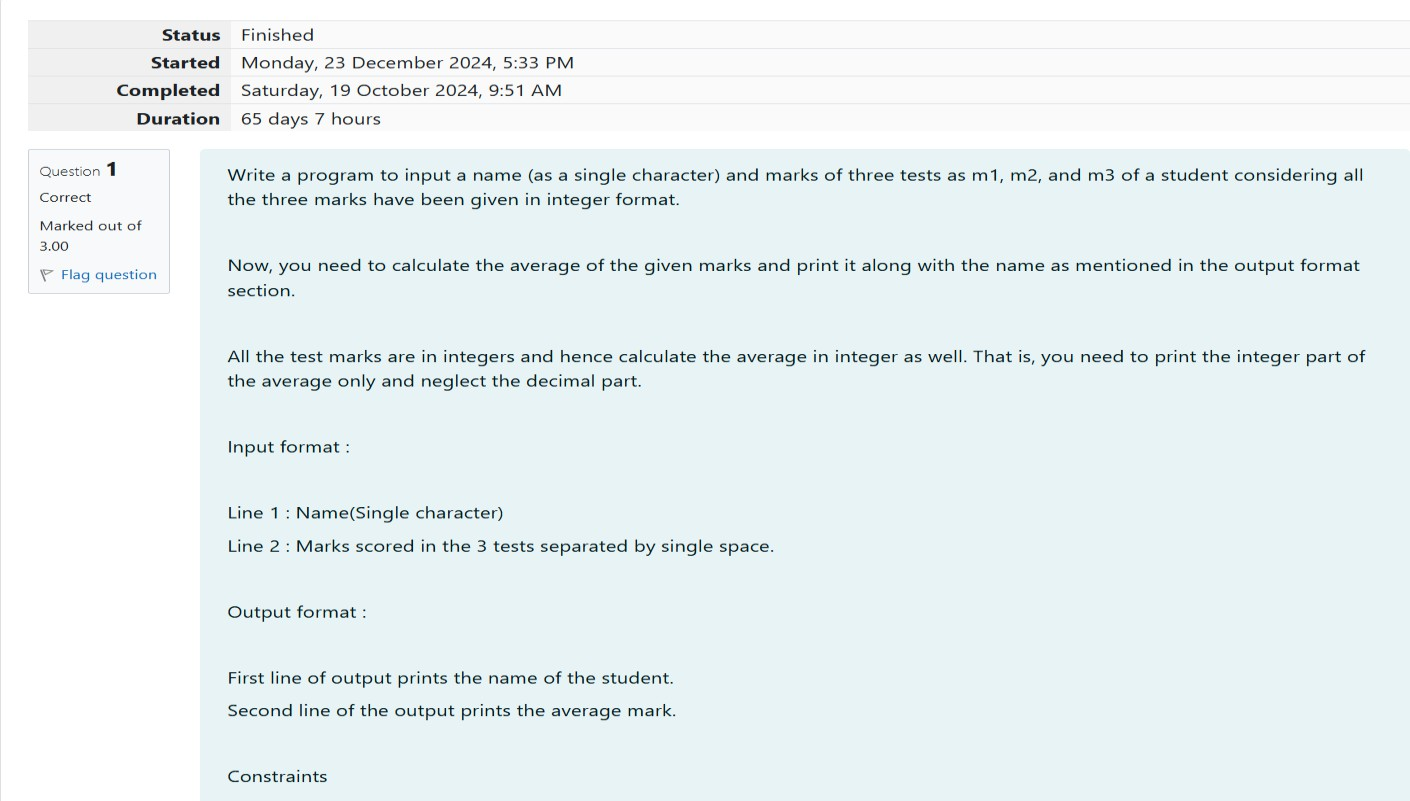 Status Finished
Started Monday, 23 December 2024, 5:33 PM
Completed Saturday, 19 October 2024, 9:51 AM
Duration 65 days 7 hours
Question 1
Correct
Marked out of
3.00
Flag question
Write a program to input a name (as a single character) and marks of three tests as m1, m2, and m3 of a student considering all
the three marks have been given in integer format.
Now, you need to calculate the average of the given marks and print it along with the name as mentioned in the output format
section.
All the test marks are in integers and hence calculate the average in integer as well. That is, you need to print the integer part of
the average only and neglect the decimal part.
Input format :
Line 1 : Name(Single character)
Line 2 : Marks scored in the 3 tests separated by single space.
Output format :
First line of output prints the name of the student.
Second line of the output prints the average mark.
Constraints